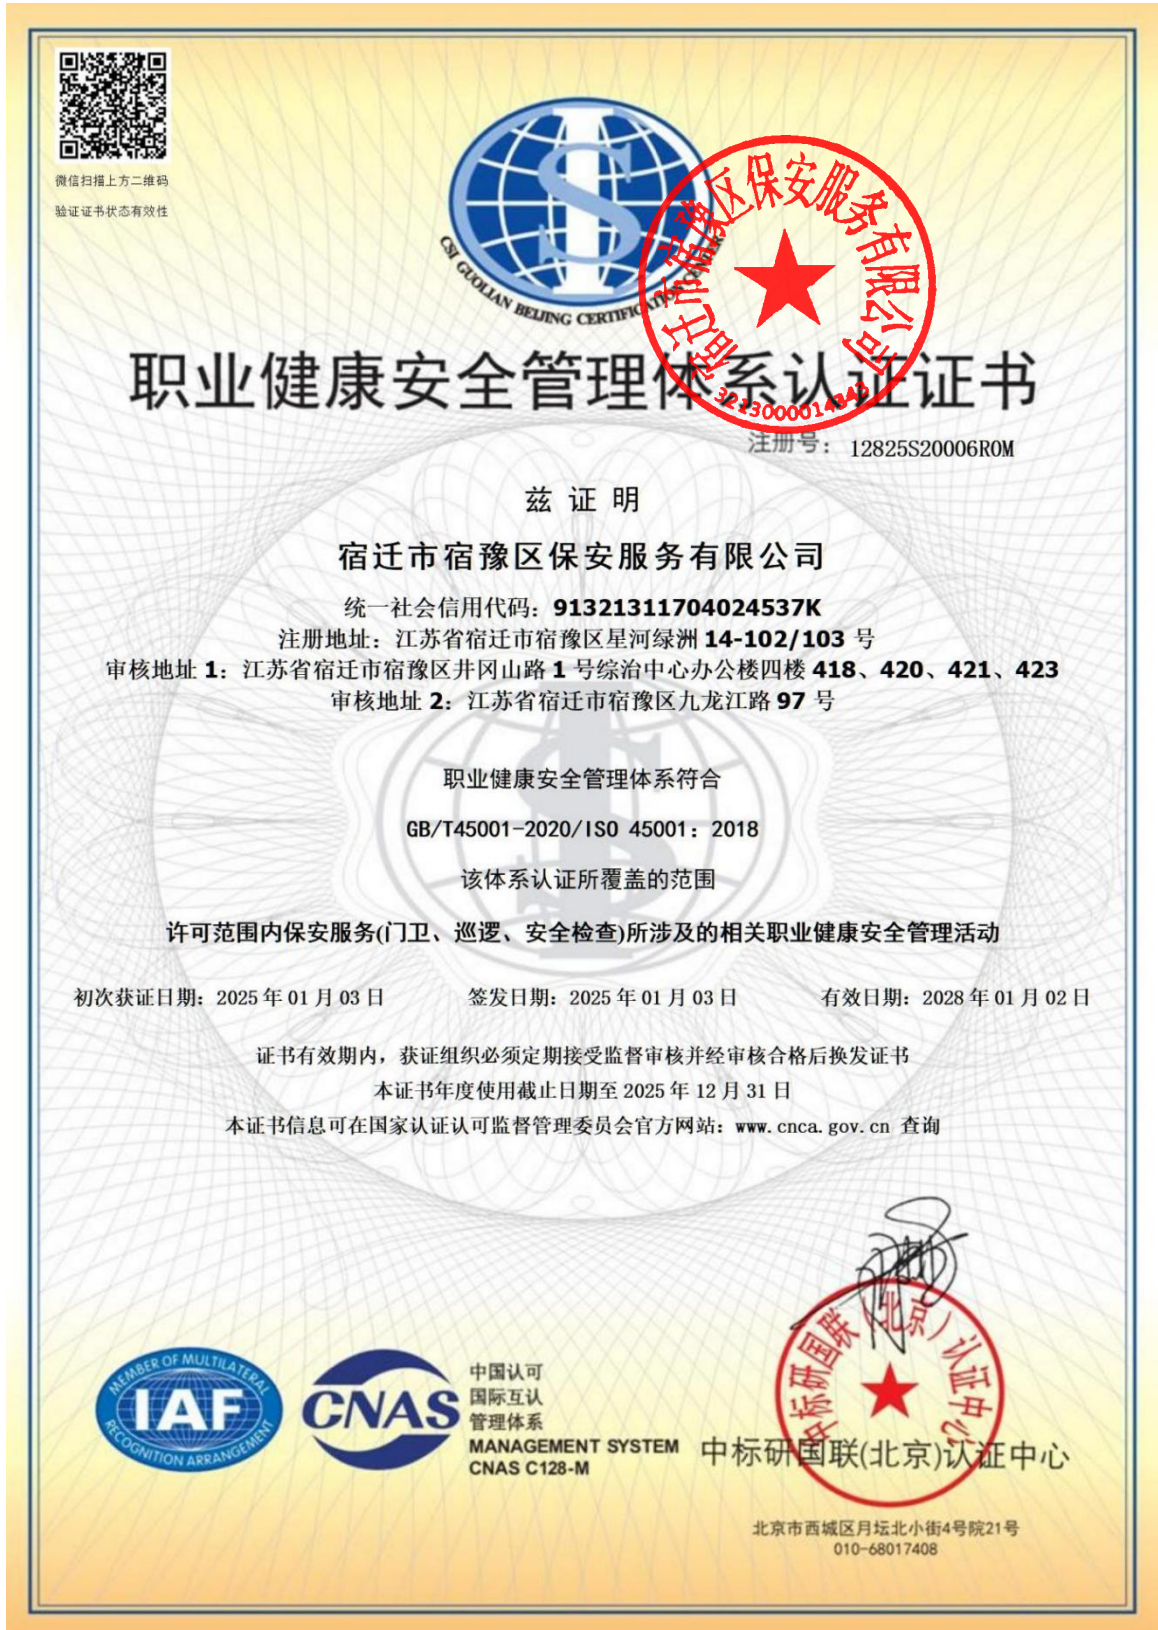 微信扫描上方二维码
验证证书状态有效性
CSI GUOLIAN BEIJING CERTIFICATION CENTER
宿迁市宿豫区保安服务有限公司
职业健康安全管理体系认证证书
注册号：12825S20006R0M
兹证明
宿迁市宿豫区保安服务有限公司
统一社会信用代码：91321311704024537K
注册地址：江苏省宿迁市宿豫区星河绿洲 14-102/103 号
审核地址 1：江苏省宿迁市宿豫区井冈山路 1 号综治中心办公楼四楼 418、420、421、423
审核地址 2：江苏省宿迁市宿豫区九龙江路 97 号
职业健康安全管理体系符合
GB/T45001-2020/ISO 45001：2018
该体系认证所覆盖的范围
许可范围内保安服务(门卫、巡逻、安全检查)所涉及的相关职业健康安全管理活动
初次获证日期：2025 年 01 月 03 日 签发日期：2025 年 01 月 03 日 有效日期：2028 年 01 月 02 日
证书有效期内，获证组织必须定期接受监督审核并经审核合格后换发证书
本证书年度使用截止日期至 2025 年 12 月 31 日
本证书信息可在国家认证认可监督管理委员会官方网站：www.cnca.gov.cn 查询
MEMBER OF MULTILATERAL
IAF
RECOGNITION ARRANGEMENT
CNAS
中国认可
国际互认
管理体系
MANAGEMENT SYSTEM
CNAS C128-M
中标研国联（北京）认证中心
中标研国联(北京)认证中心
北京市西城区月坛北小街4号院21号
010-68017408